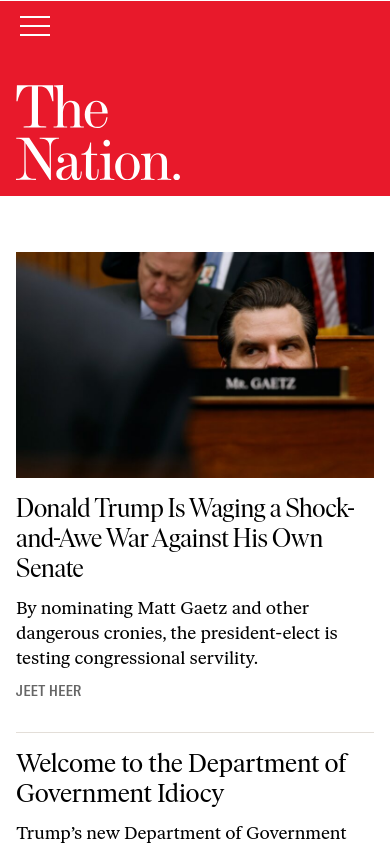 The
Nation.
Mr. GAETZ
Donald Trump Is Waging a Shock-
and-Awe War Against His Own
Senate
By nominating Matt Gaetz and other
dangerous cronies, the president-elect is
testing congressional servility.
JEET HEER
Welcome to the Department of
Government Idiocy
Trump’s new Department of Government